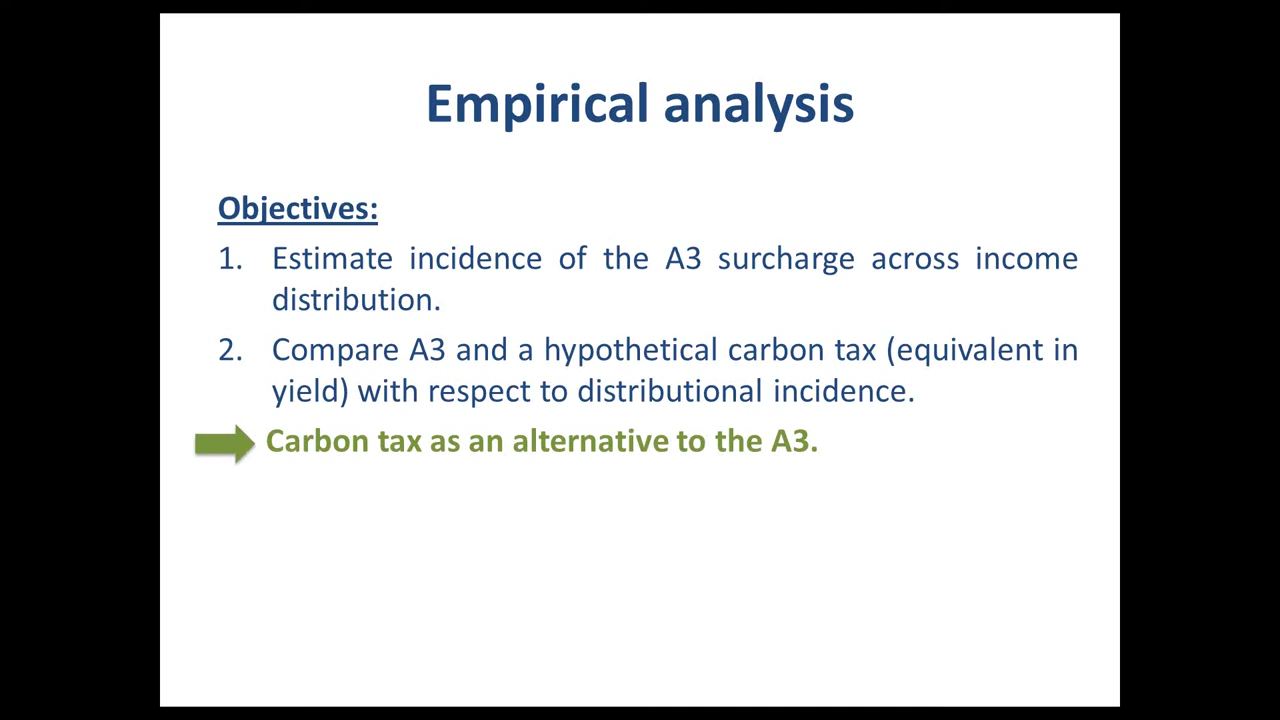 Empirical analysis
Objectives:
1. Estimate incidence of the A3 surcharge across income
distribution.
2. Compare A3 and a hypothetical carbon tax (equivalent in
yield) with respect to distributional incidence.
Carbon tax as an alternative to the A3.